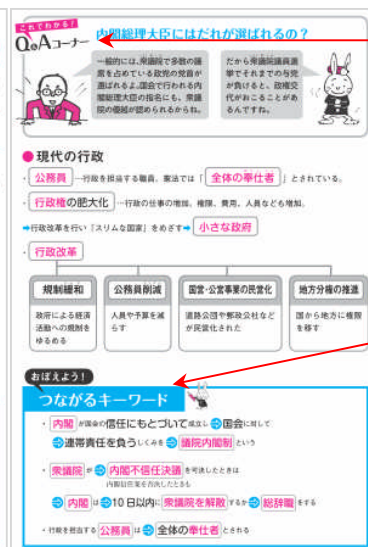 これでわかる！
Q&Aコーナー
内閣総理大臣にはだれが選ばれるの？
一般的には、衆議院で多数の議
席を占めている政党の党首が
選ばれるよ。国会で行われる内
閣総理大臣の指名にも、衆議
院の優越が認められるからね。
だから衆議院議員選
挙でそれまでの与党
が負けると、政権交
代がおこることがあ
るんですね。
●現代の行政
・公務員…行政を担当する職員。憲法では「全体の奉仕者」とされている。
・行政権の肥大化…行政の仕事の増加。権限、費用、人員なども増加。
➡行政改革を行い「スリムな国家」をめざす➡小さな政府
・行政改革
規制緩和
政府による経済
活動への規制を
ゆるめる
公務員削減
人員や予算を減
らす
国営・公営事業の民営化
道路公団や郵政公社など
が民営化された
地方分権の推進
国から地方に権限
を移す
おぼえよう！
つながるキーワード
・内閣が国会の信任にもとづいて成立し➡国会に対して
➡連帯責任を負うしくみを➡議院内閣制という
・衆議院が➡内閣不信任決議を可決したときは
内閣信任案を否決したときも
➡内閣は➡10日以内に衆議院を解散するか➡総辞職をする
・行政を担当する公務員は➡全体の奉仕者とされる